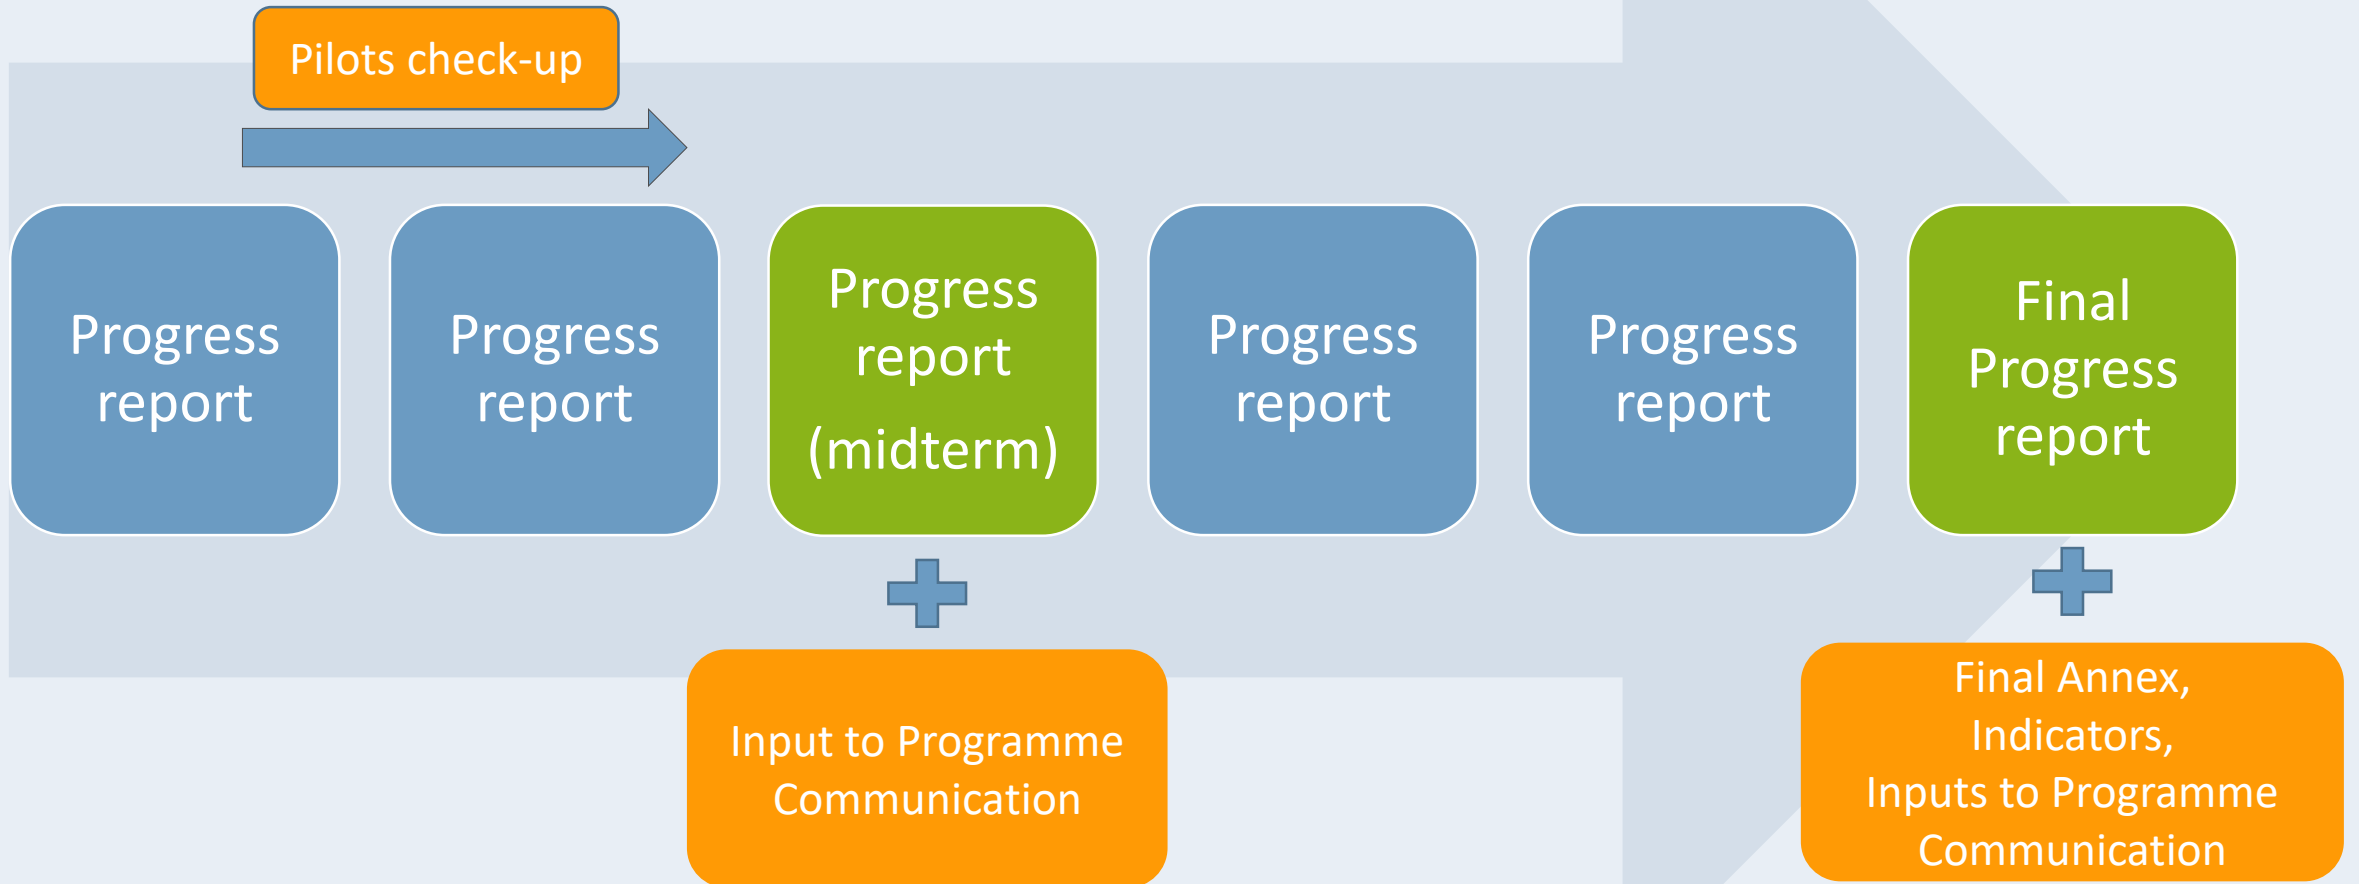 Pilots check-up
Progress
report
Progress
report
Progress
report
(midterm)
Progress
report
Progress
report
Final
Progress
report
Input to Programme
Communication
Final Annex,
Indicators,
Inputs to Programme
Communication